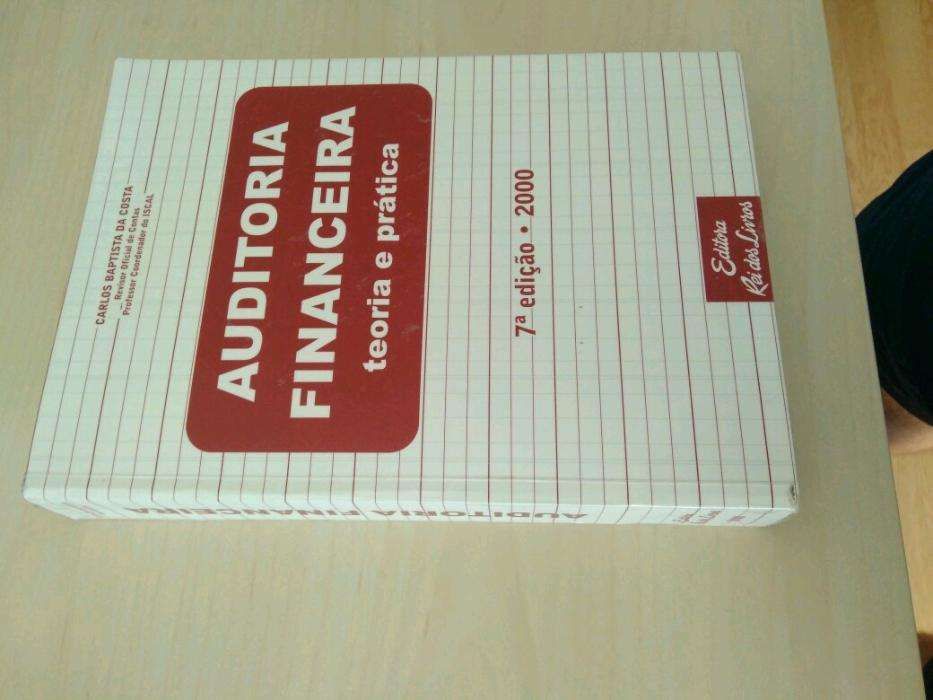 CARLOS BAPTISTA DA COSTA
Revisor Oficial de Contas
Professor Coordenador do ISCAL
AUDITORIA
FINANCEIRA
teoria e prática
7ª edição • 2000
Editora
Rei dos Livros
AUDITORIA FINANCEIRA